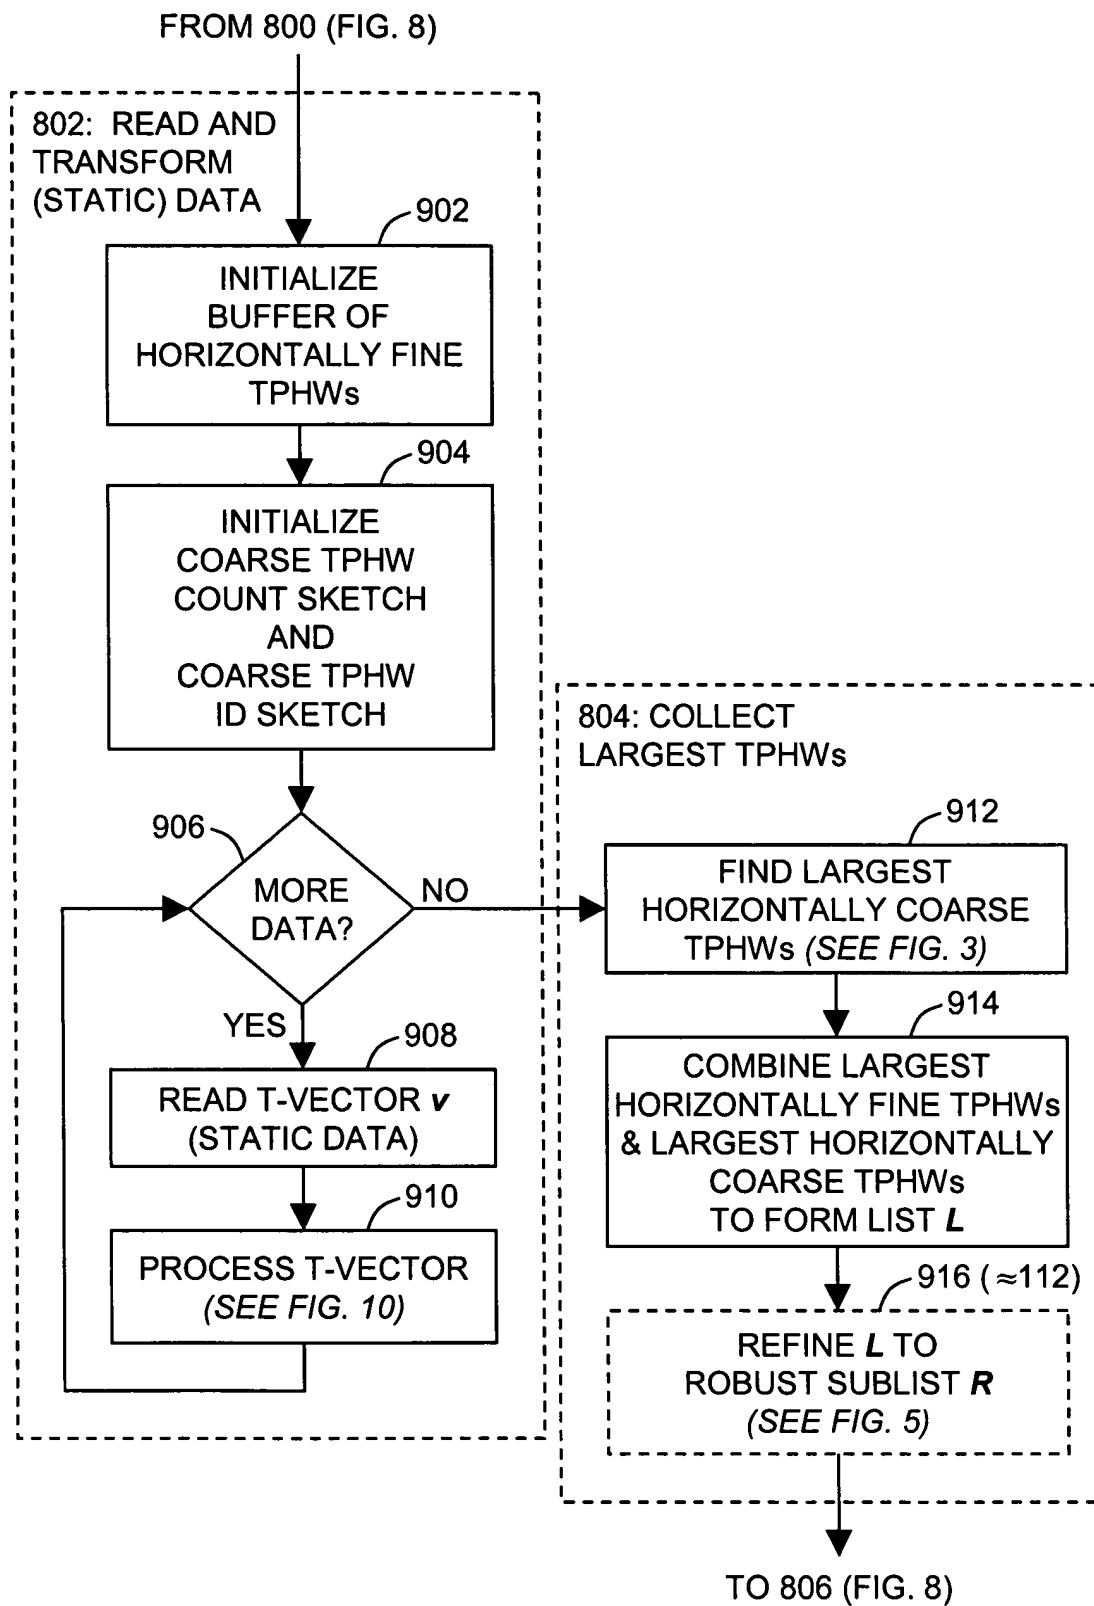 FROM 800 (FIG. 8)
802: READ AND
TRANSFORM
(STATIC) DATA
902
INITIALIZE
BUFFER OF
HORIZONTALLY FINE
TPHWs
904
INITIALIZE
COARSE TPHW
COUNT SKETCH
AND
COARSE TPHW
ID SKETCH
906
MORE
DATA?
NO
YES
908
READ T-VECTOR v
(STATIC DATA)
910
PROCESS T-VECTOR
(SEE FIG. 10)
804: COLLECT
LARGEST TPHWs
912
FIND LARGEST
HORIZONTALLY COARSE
TPHWs (SEE FIG. 3)
914
COMBINE LARGEST
HORIZONTALLY FINE TPHWs
& LARGEST HORIZONTALLY
COARSE TPHWs
TO FORM LIST L
916 (≈112)
REFINE L TO
ROBUST SUBLIST R
(SEE FIG. 5)
TO 806 (FIG. 8)